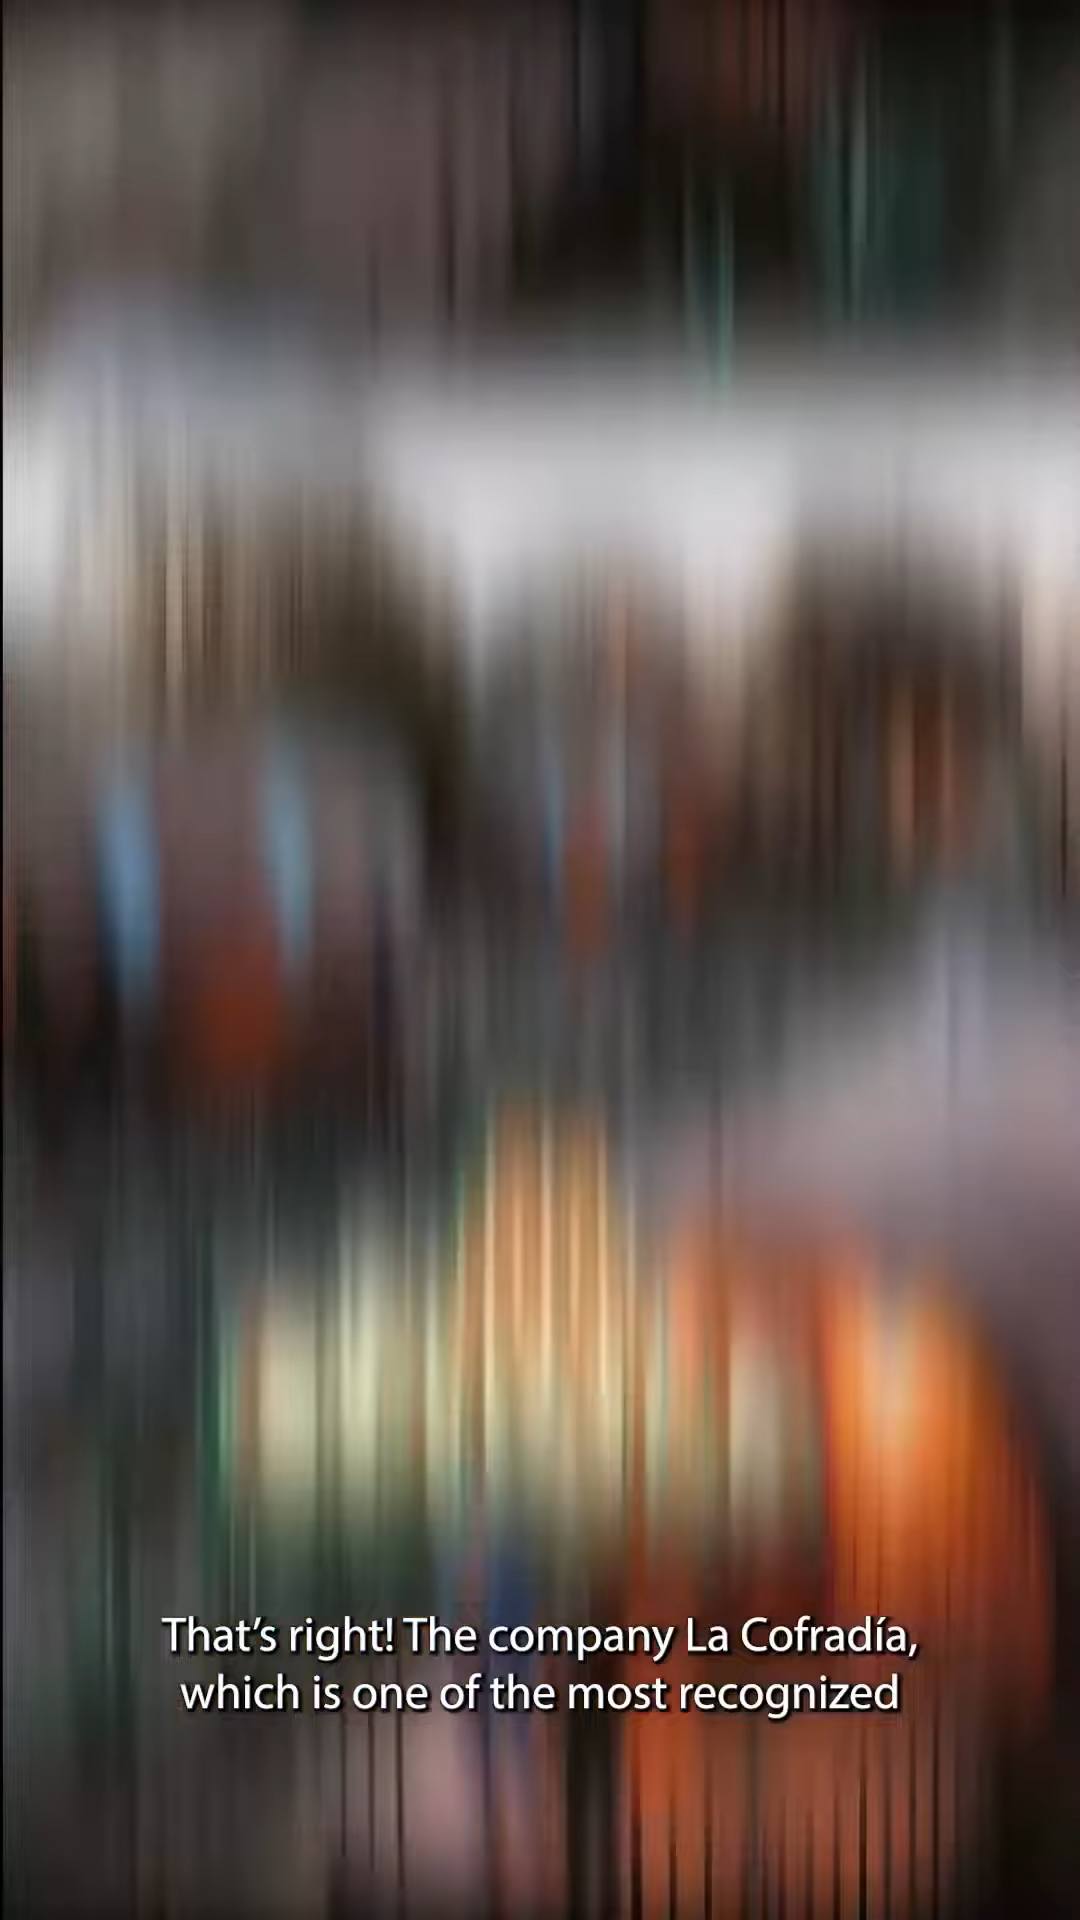 That’s right! The company La Cofradía,
which is one of the most recognized